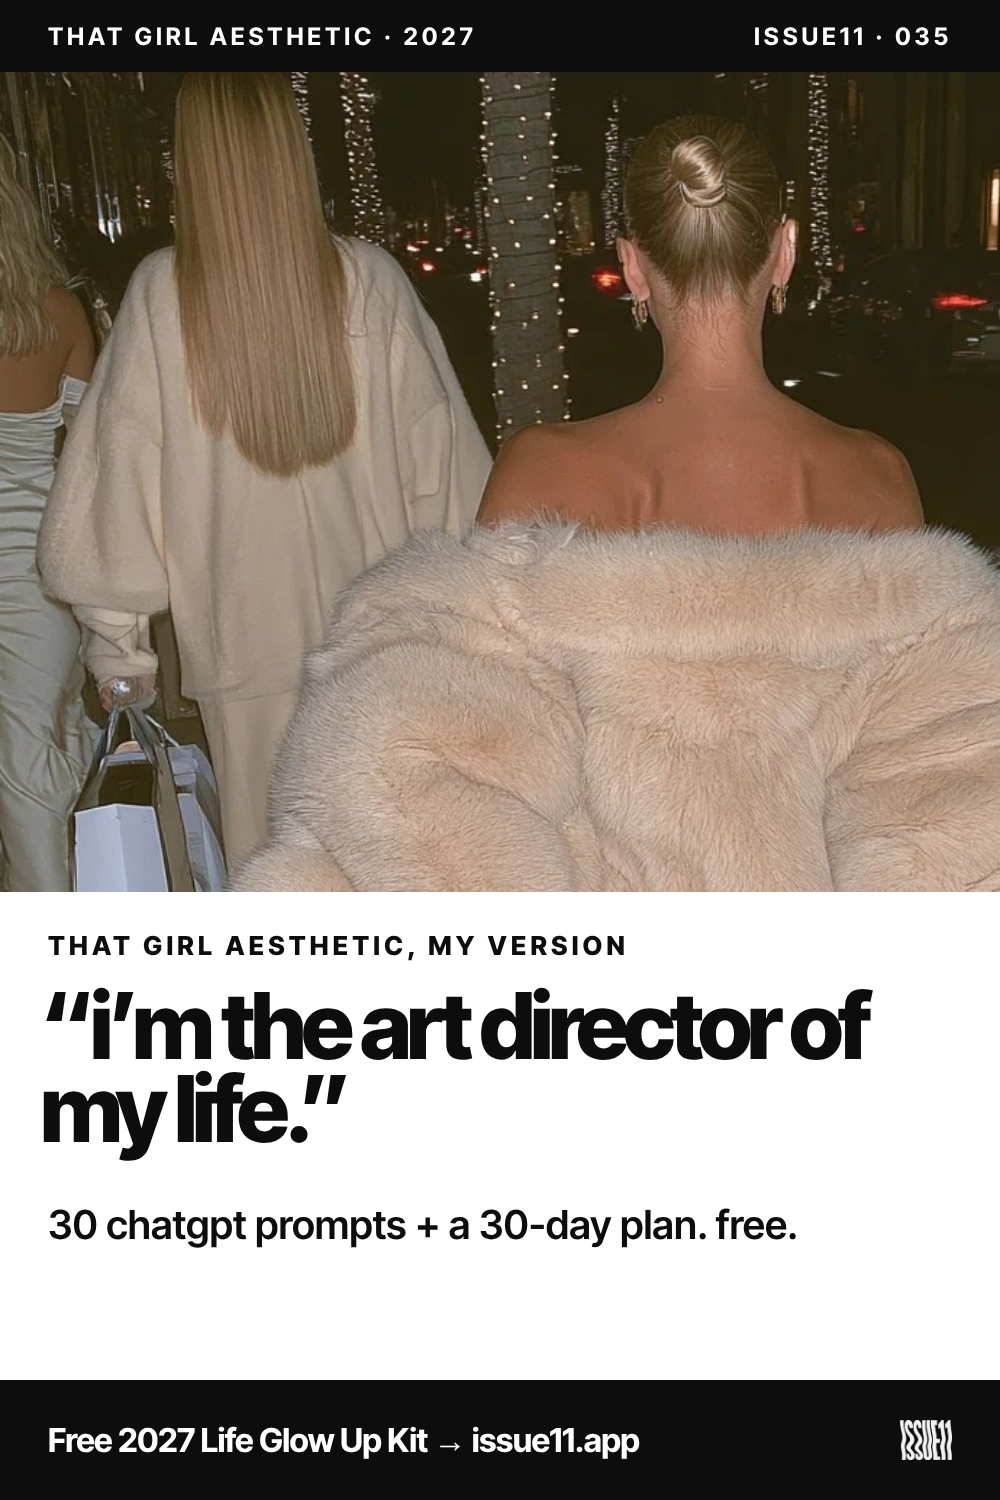 THAT GIRL AESTHETIC · 2027
ISSUE11 · 035
THAT GIRL AESTHETIC, MY VERSION
“i’m the art director of
my life.”
30 chatgpt prompts + a 30-day plan. free.
Free 2027 Life Glow Up Kit → issue11.app
ISSUE11